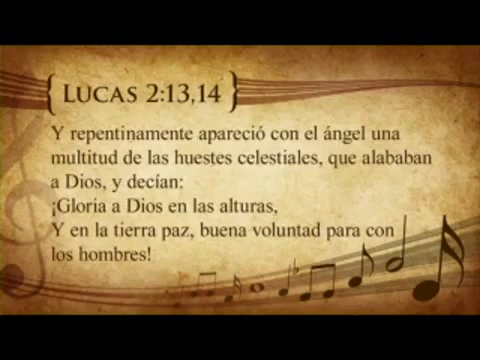 { LUCAS 2:13,14 }
Y repentinamente apareció con el ángel una
multitud de las huestes celestiales, que alababan
a Dios, y decían:
¡Gloria a Dios en las alturas,
Y en la tierra paz, buena voluntad para con
los hombres!